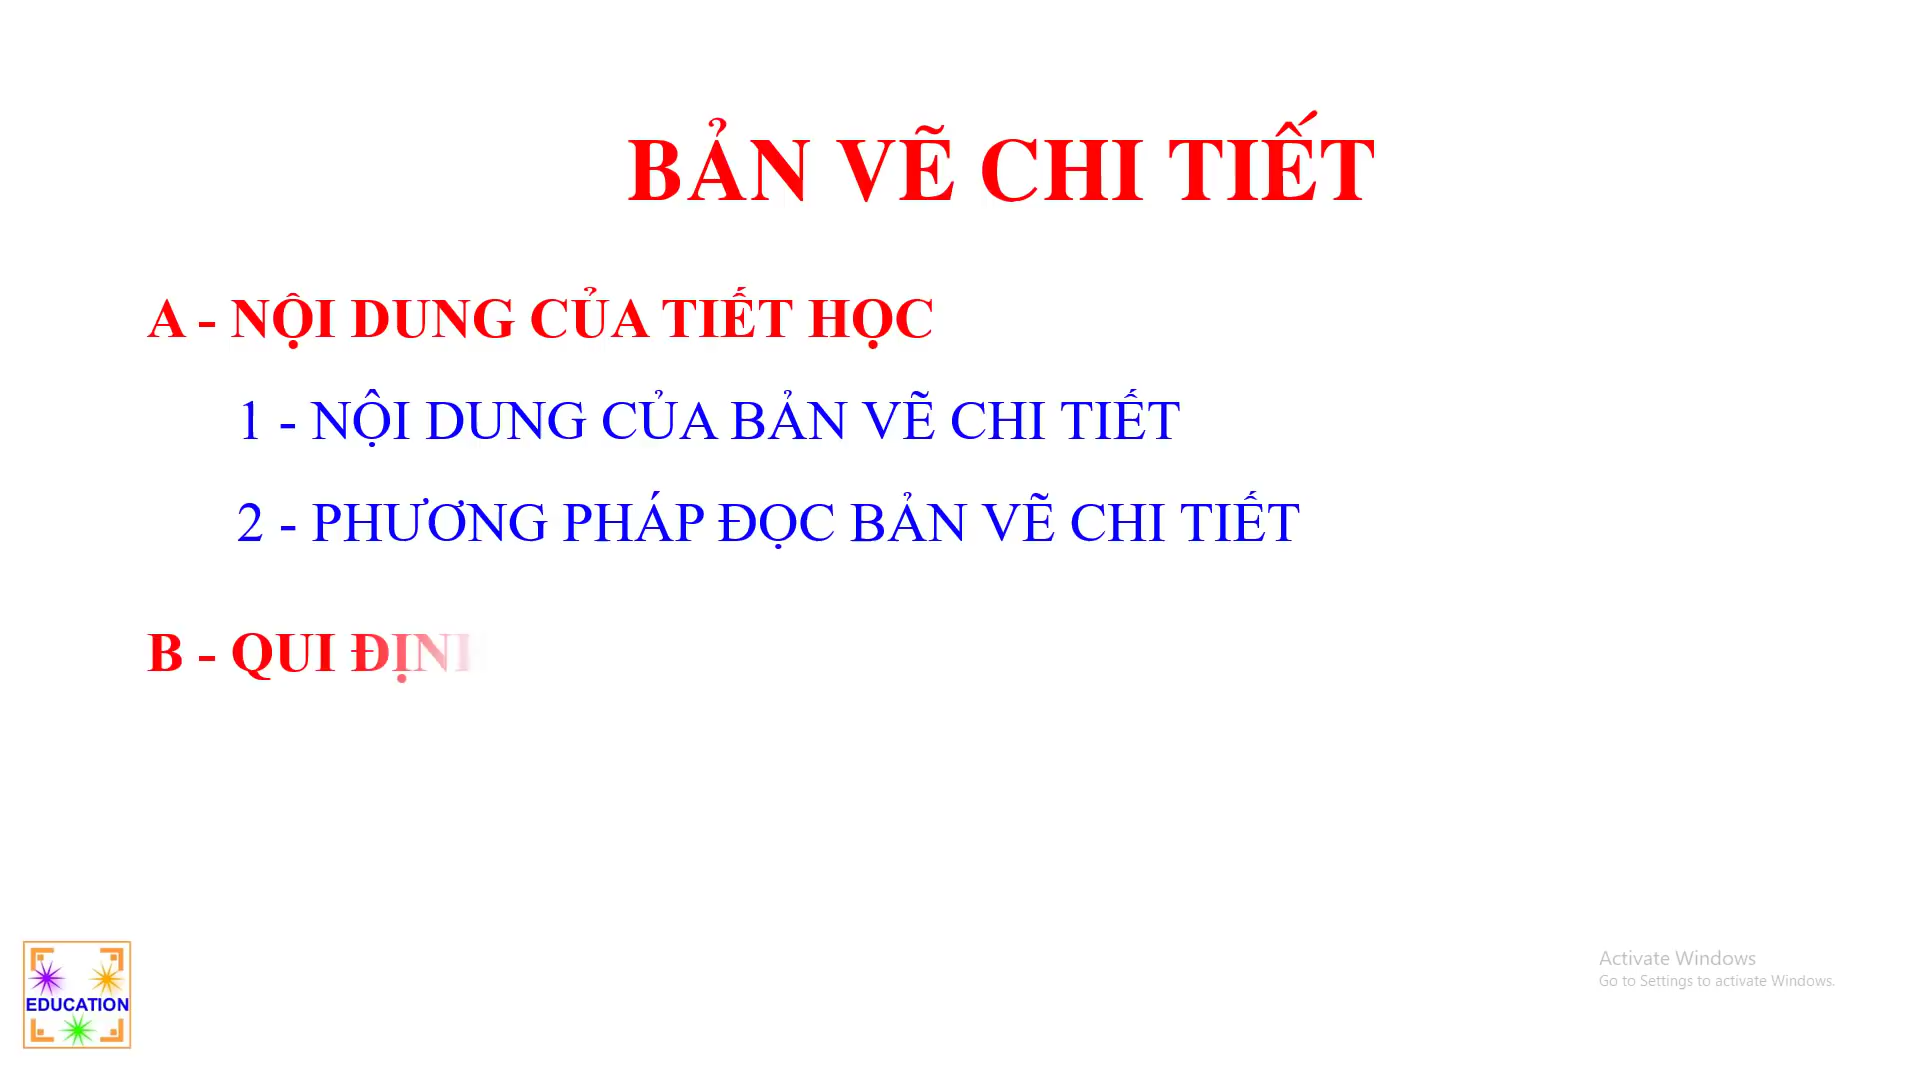 BẢN VẼ CHI TIẾT
A - NỘI DUNG CỦA TIẾT HỌC
1 - NỘI DUNG CỦA BẢN VẼ CHI TIẾT
2 - PHƯƠNG PHÁP ĐỌC BẢN VẼ CHI TIẾT
B - QUI
EDUCATION
Activate Windows
Go to Settings to activate Windows.